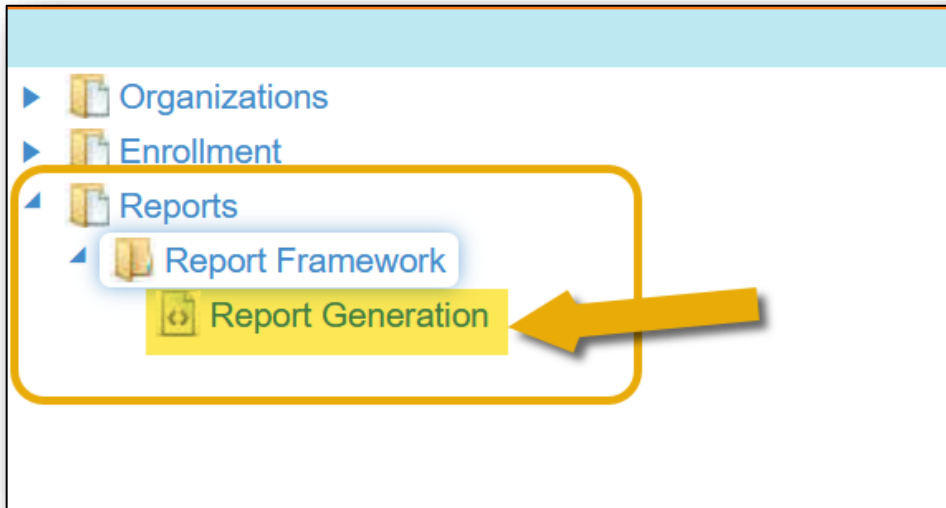 Organizations
Enrollment
Reports
Report Framework
Report Generation